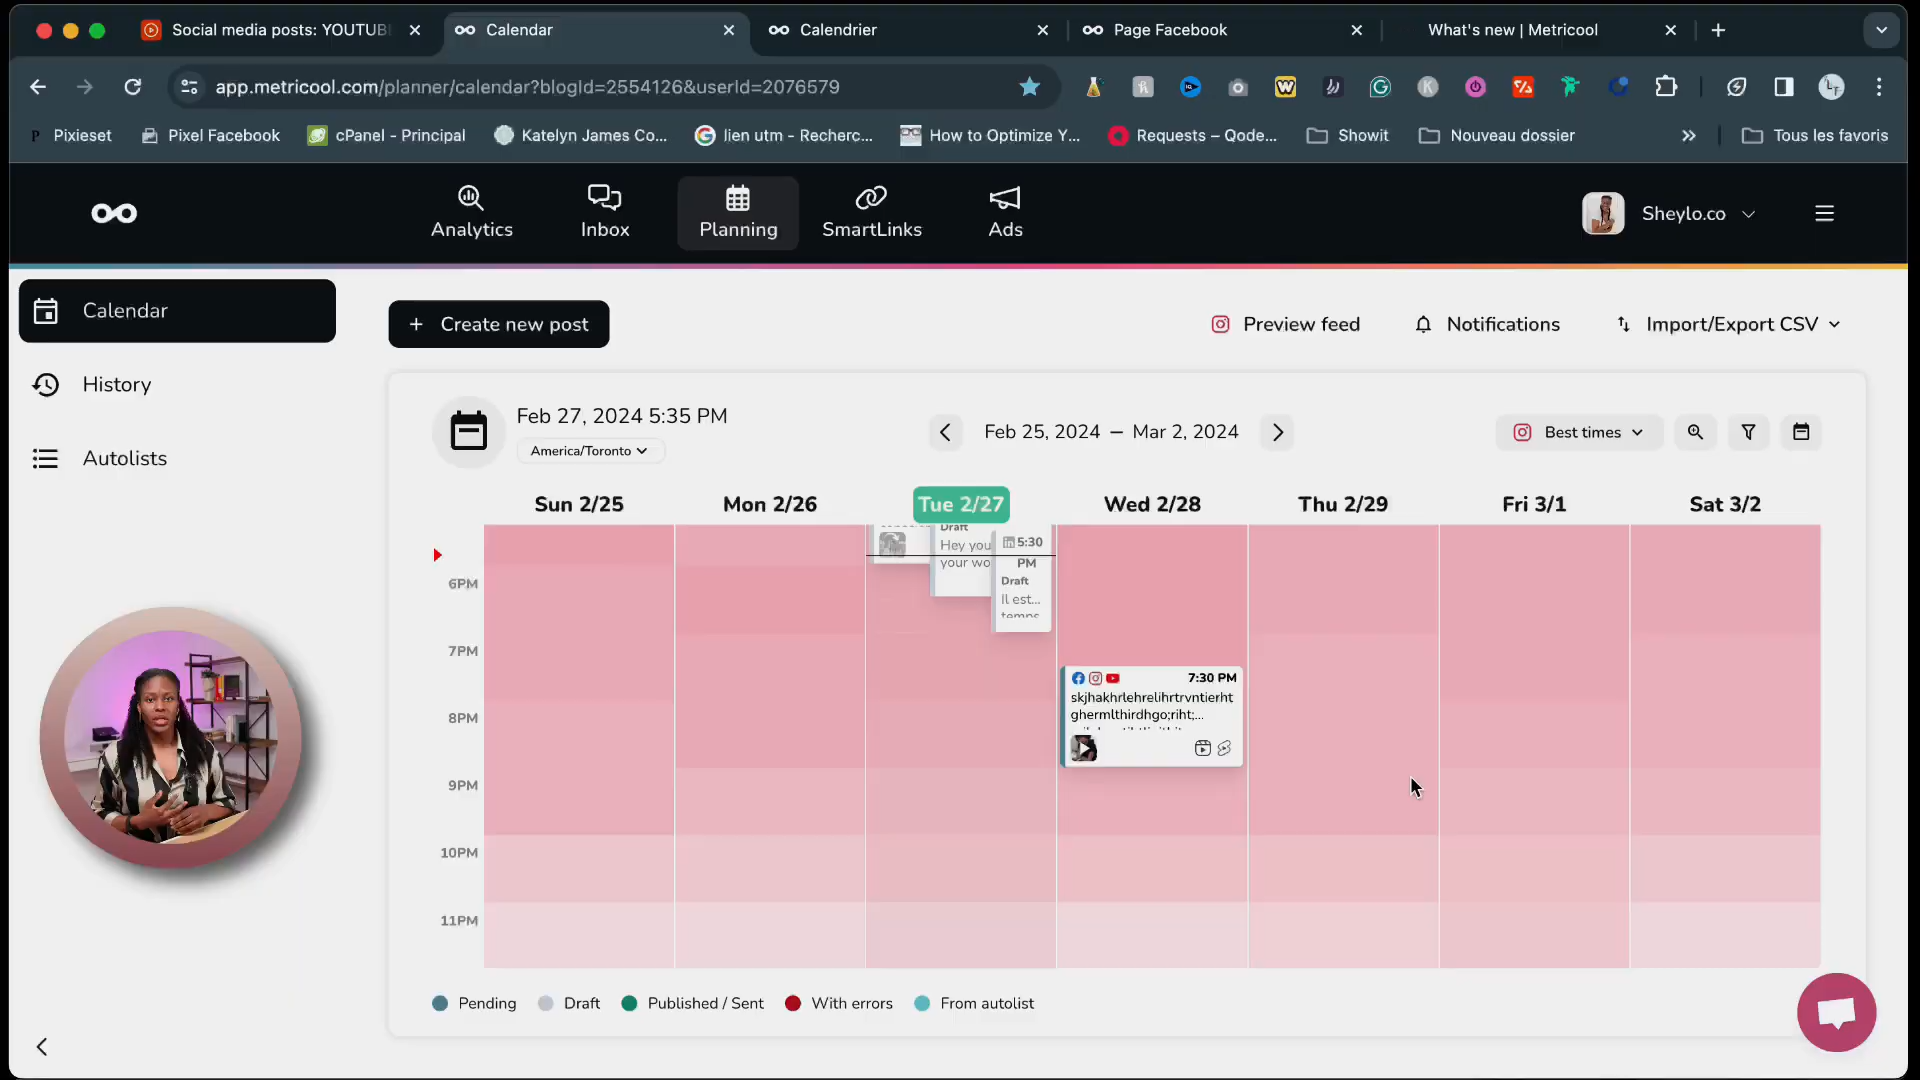 Social media posts: YOUTUB
Calendar
Calendrier
Page Facebook
What's new | Metricool
app.metricool.com/planner/calendar?blogId=2554126&userId=2076579
Pixieset
Pixel Facebook
cPanel - Principal
Katelyn James Co...
lien utm - Recherc...
How to Optimize Y...
Requests – Qode...
Showit
Nouveau dossier
Tous les favoris
Analytics
Inbox
Planning
SmartLinks
Ads
Sheylo.co
Calendar
History
Autolists
+ Create new post
Preview feed
Notifications
Import/Export CSV
Feb 27, 2024 5:35 PM
America/Toronto
Feb 25, 2024 – Mar 2, 2024
Best times
Sun 2/25
Mon 2/26
Tue 2/27
Wed 2/28
Thu 2/29
Fri 3/1
Sat 3/2
6PM
7PM
8PM
9PM
10PM
11PM
Draft
Hey you
your wo
5:30
PM
Draft
Il est...
temps
7:30 PM
skjhakhrlehrelihrtrvntierht
ghermlthirdhgo;riht;...
Pending
Draft
Published / Sent
With errors
From autolist